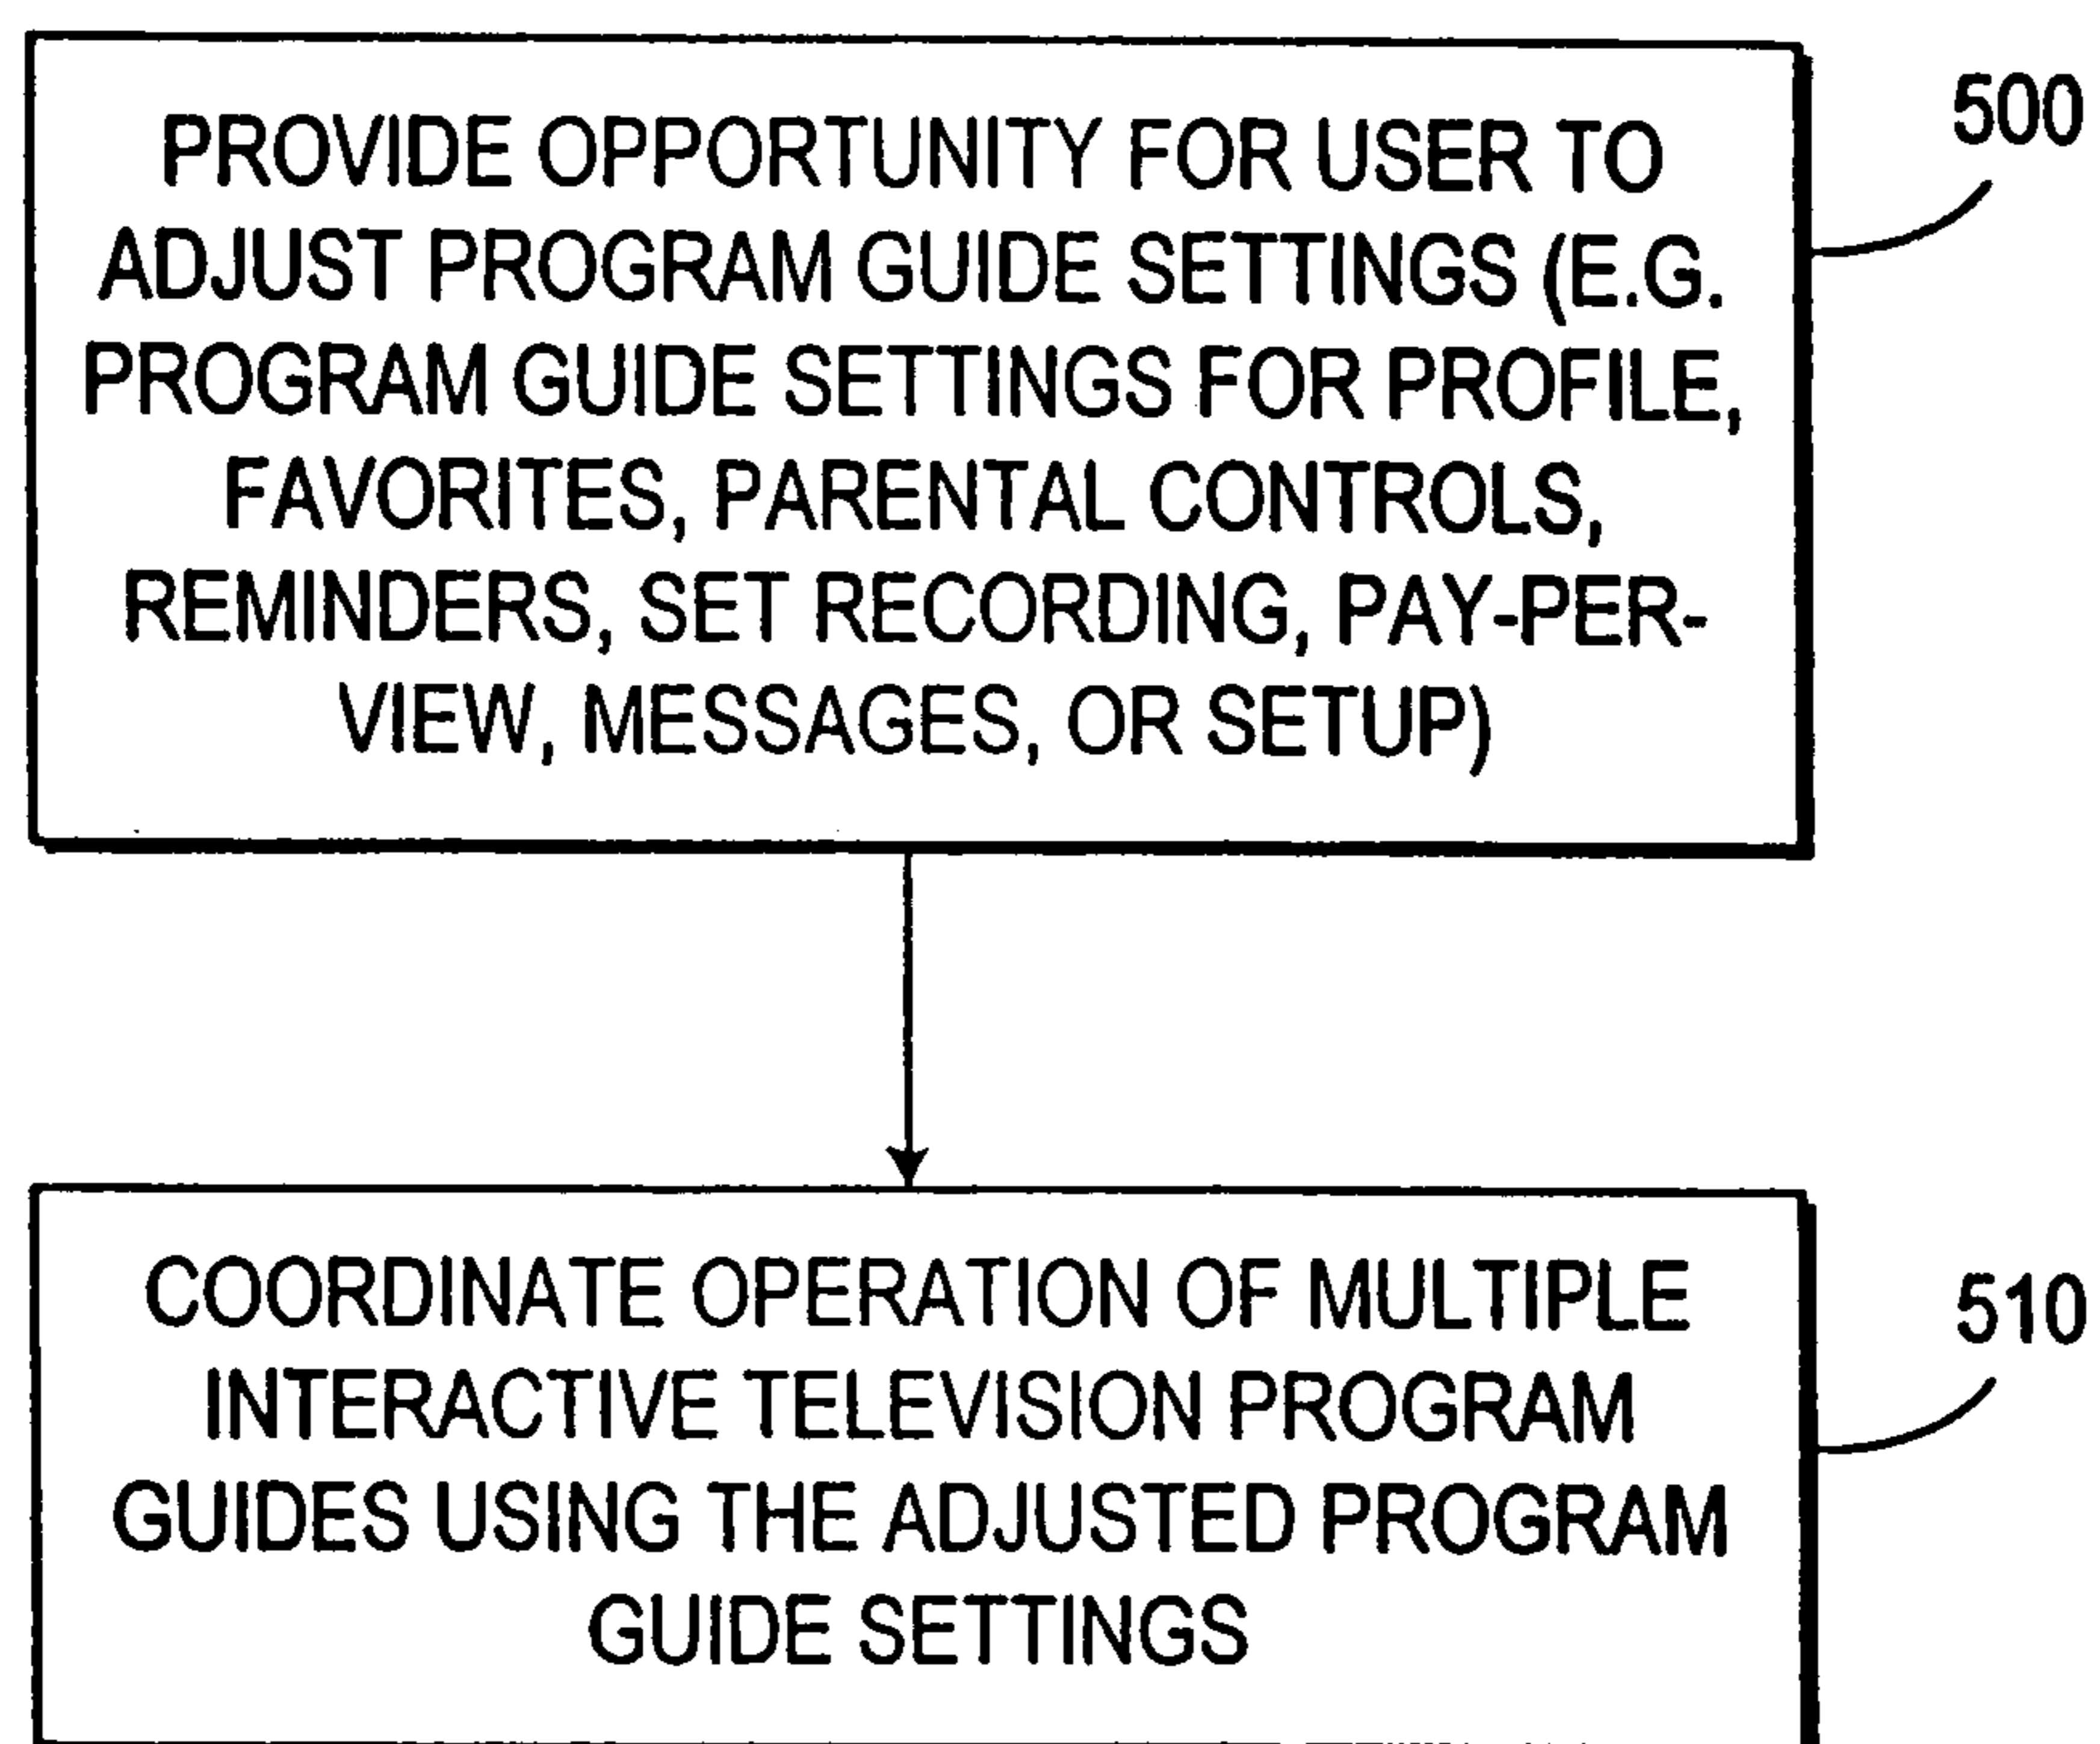 PROVIDE OPPORTUNITY FOR USER TO
ADJUST PROGRAM GUIDE SETTINGS (E.G.
PROGRAM GUIDE SETTINGS FOR PROFILE,
FAVORITES, PARENTAL CONTROLS,
REMINDERS, SET RECORDING, PAY-PER-
VIEW, MESSAGES, OR SETUP)
500
COORDINATE OPERATION OF MULTIPLE
INTERACTIVE TELEVISION PROGRAM
GUIDES USING THE ADJUSTED PROGRAM
GUIDE SETTINGS
510